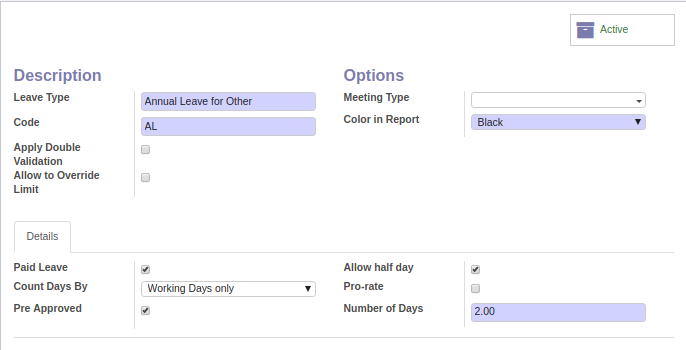 Active
Description
Options
Leave Type
Annual Leave for Other
Meeting Type
Code
AL
Color in Report
Black
Apply Double
Validation
Allow to Override
Limit
Details
Paid Leave
Allow half day
Count Days By
Working Days only
Pro-rate
Pre Approved
Number of Days
2.00